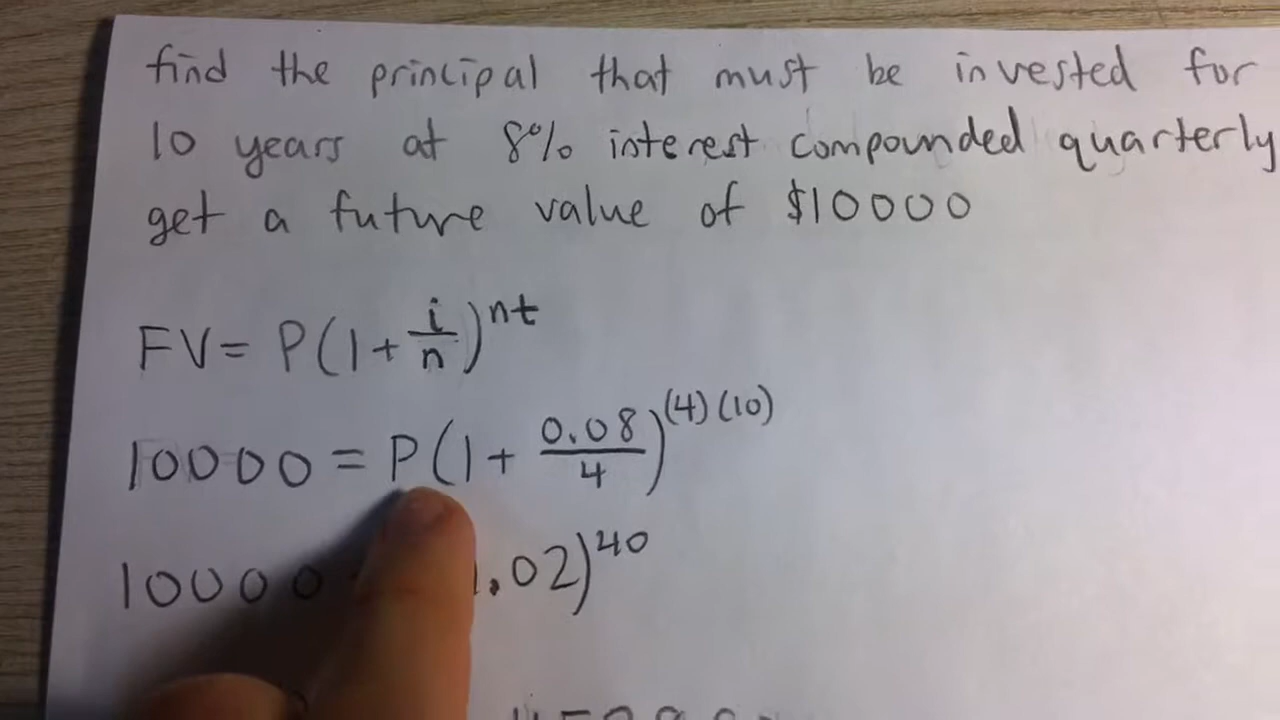 find the principal that must be invested for
10 years at 8% interest compounded quarterly
get a future value of $10000
FV = P(1 + i/n)^nt
10000 = P(1 + 0.08/4)^(4)(10)
10000 .02)^40